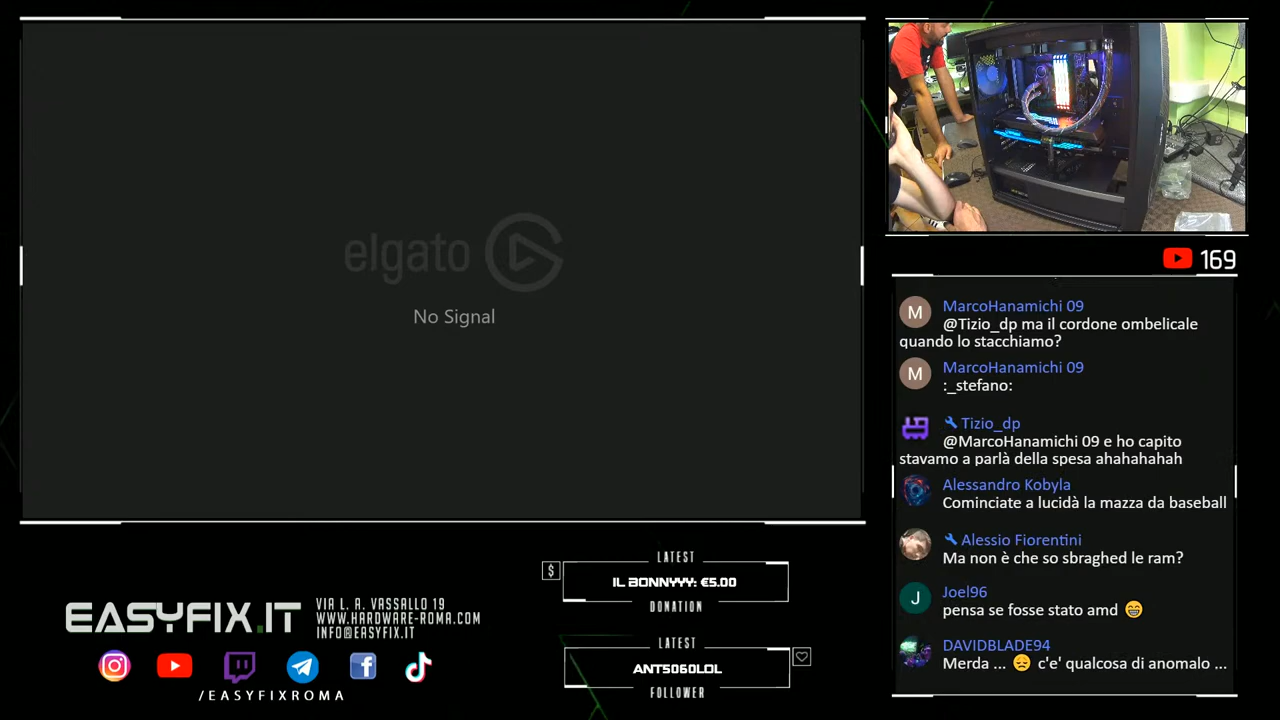 elgato
No Signal
169
M
MarcoHanamichi 09
@Tizio_dp ma il cordone ombelicale
quando lo stacchiamo?
M
MarcoHanamichi 09
:_stefano:
Tizio_dp
@MarcoHanamichi 09 e ho capito
stavamo a parlà della spesa ahahahahah
Alessandro Kobyla
Cominciate a lucidà la mazza da baseball
Alessio Fiorentini
Ma non è che so sbraghed le ram?
J
Joel96
pensa se fosse stato amd 😁
DAVIDBLADE94
Merda ... 😔 c'e' qualcosa di anomalo ...
LATEST
$
IL BONNYYY: €5.00
DONATION
LATEST
ANTS060LOL
FOLLOWER
EASYFIX.IT
VIA L. A. VASSALLO 19
WWW.HARDWARE-ROMA.COM
INFO@EASYFIX.IT
/EASYFIXROMA